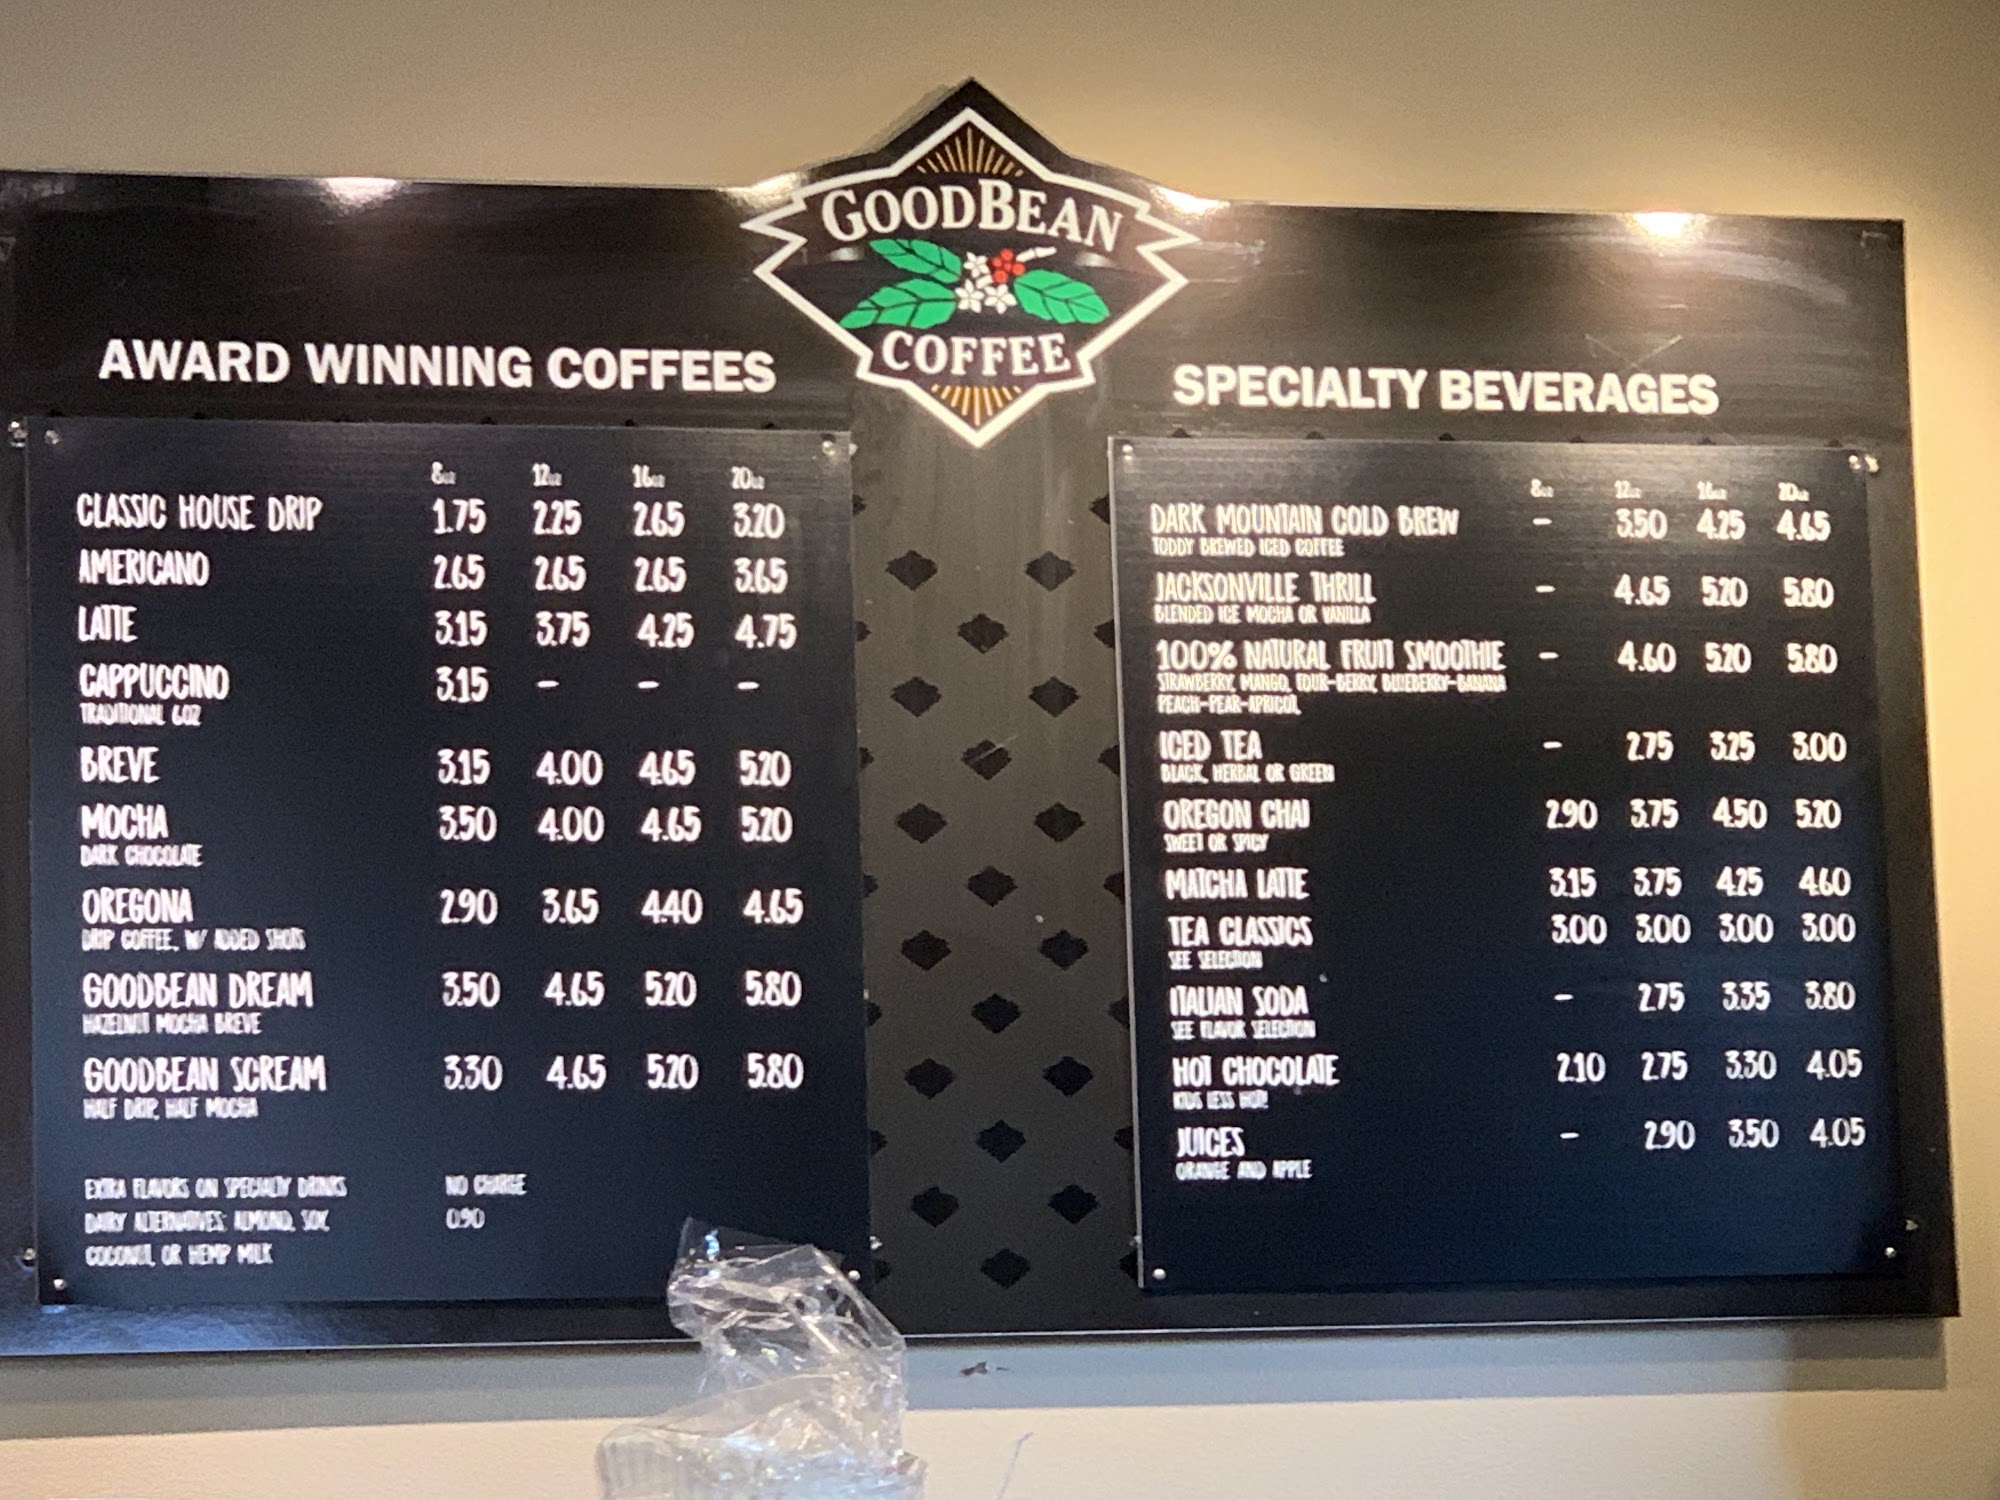 GOODBEAN
COFFEE
AWARD WINNING COFFEES
8oz 12oz 16oz 20oz
CLASSIC HOUSE DRIP 1.75 2.25 2.65 3.20
AMERICANO 2.65 2.65 2.65 3.65
LATTE 3.15 3.75 4.25 4.75
CAPPUCCINO 3.15 - - -
TRADITIONAL 6OZ
BREVE 3.15 4.00 4.65 5.20
MOCHA 3.50 4.00 4.65 5.20
DARK CHOCOLATE
OREGONA 2.90 3.65 4.40 4.65
DRIP COFFEE, W/ ADDED SHOTS
GOODBEAN DREAM 3.50 4.65 5.20 5.80
HAZELNUT MOCHA BREVE
GOODBEAN SCREAM 3.30 4.65 5.20 5.80
HALF DRIP, HALF MOCHA
EXTRA FLAVORS ON SPECIALTY DRINKS NO CHARGE
DAIRY ALTERNATIVES: ALMOND, SOY, 0.90
COCONUT, OR HEMP MILK
SPECIALTY BEVERAGES
8oz 12oz 16oz 20oz
DARK MOUNTAIN COLD BREW - 3.50 4.25 4.65
TODDY BREWED ICED COFFEE
JACKSONVILLE THRILL - 4.65 5.20 5.80
BLENDED ICE MOCHA OR VANILLA
100% NATURAL FRUIT SMOOTHIE - 4.60 5.20 5.80
STRAWBERRY, MANGO, FOUR-BERRY, BLUEBERRY-BANANA
PEACH-PEAR-APRICOT,
ICED TEA - 2.75 3.25 3.00
BLACK, HERBAL OR GREEN
OREGON CHAI 2.90 3.75 4.50 5.20
SWEET OR SPICY
MATCHA LATTE 3.15 3.75 4.25 4.60
TEA CLASSICS 3.00 3.00 3.00 3.00
SEE SELECTION
ITALIAN SODA - 2.75 3.35 3.80
SEE FLAVOR SELECTION
HOT CHOCOLATE 2.10 2.75 3.30 4.05
KIDS LESS HOT!
JUICES - 2.90 3.50 4.05
ORANGE AND APPLE